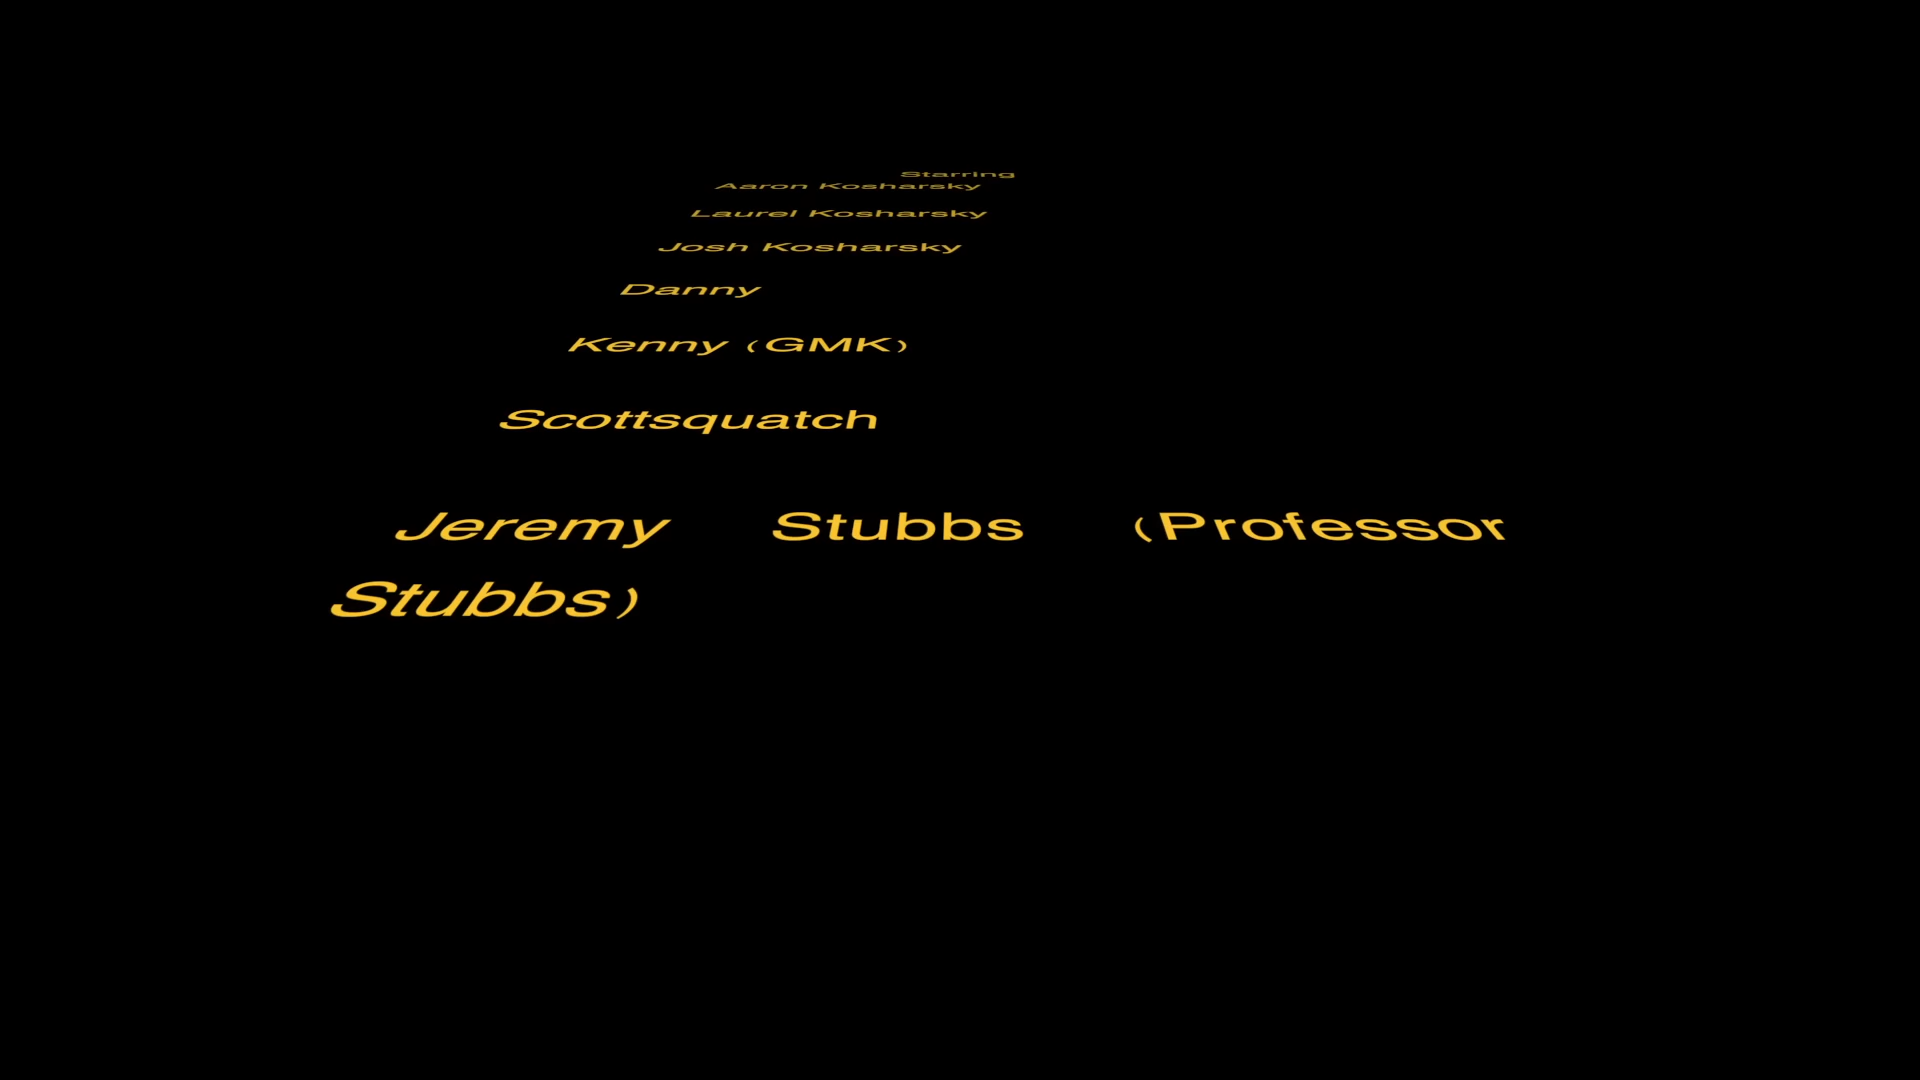 Starring
Aaron Kosharsky
Laurel Kosharsky
Josh Kosharsky
Danny
Kenny (GMK)
Scottsquatch
Jeremy Stubbs (Professor
Stubbs)